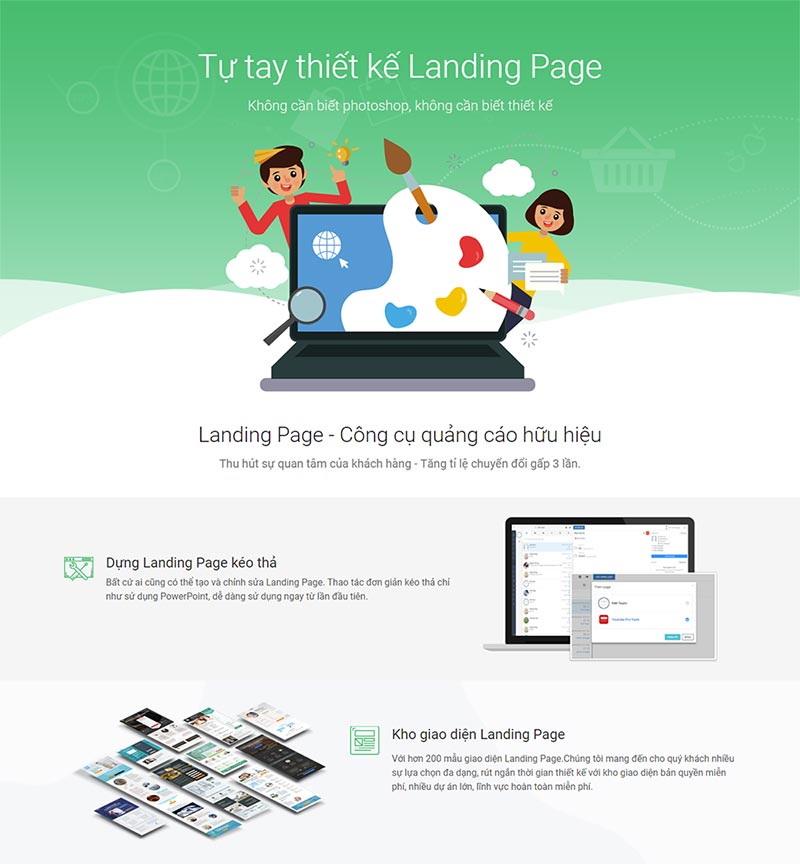 Tự tay thiết kế Landing Page
Không cần biết photoshop, không cần biết thiết kế
Landing Page - Công cụ quảng cáo hữu hiệu
Thu hút sự quan tâm của khách hàng - Tăng tỉ lệ chuyển đổi gấp 3 lần.
Dựng Landing Page kéo thả
Bất cứ ai cũng có thể tạo và chỉnh sửa Landing Page. Thao tác đơn giản kéo thả chỉ
như sử dụng PowerPoint, dễ dàng sử dụng ngay từ lần đầu tiên.
Kho giao diện Landing Page
Với hơn 200 mẫu giao diện Landing Page.Chúng tôi mang đến cho quý khách nhiều
sự lựa chọn đa dạng, rút ngắn thời gian thiết kế với kho giao diện bản quyền miễn
phí, nhiều dự án lớn, lĩnh vực hoàn toàn miễn phí.